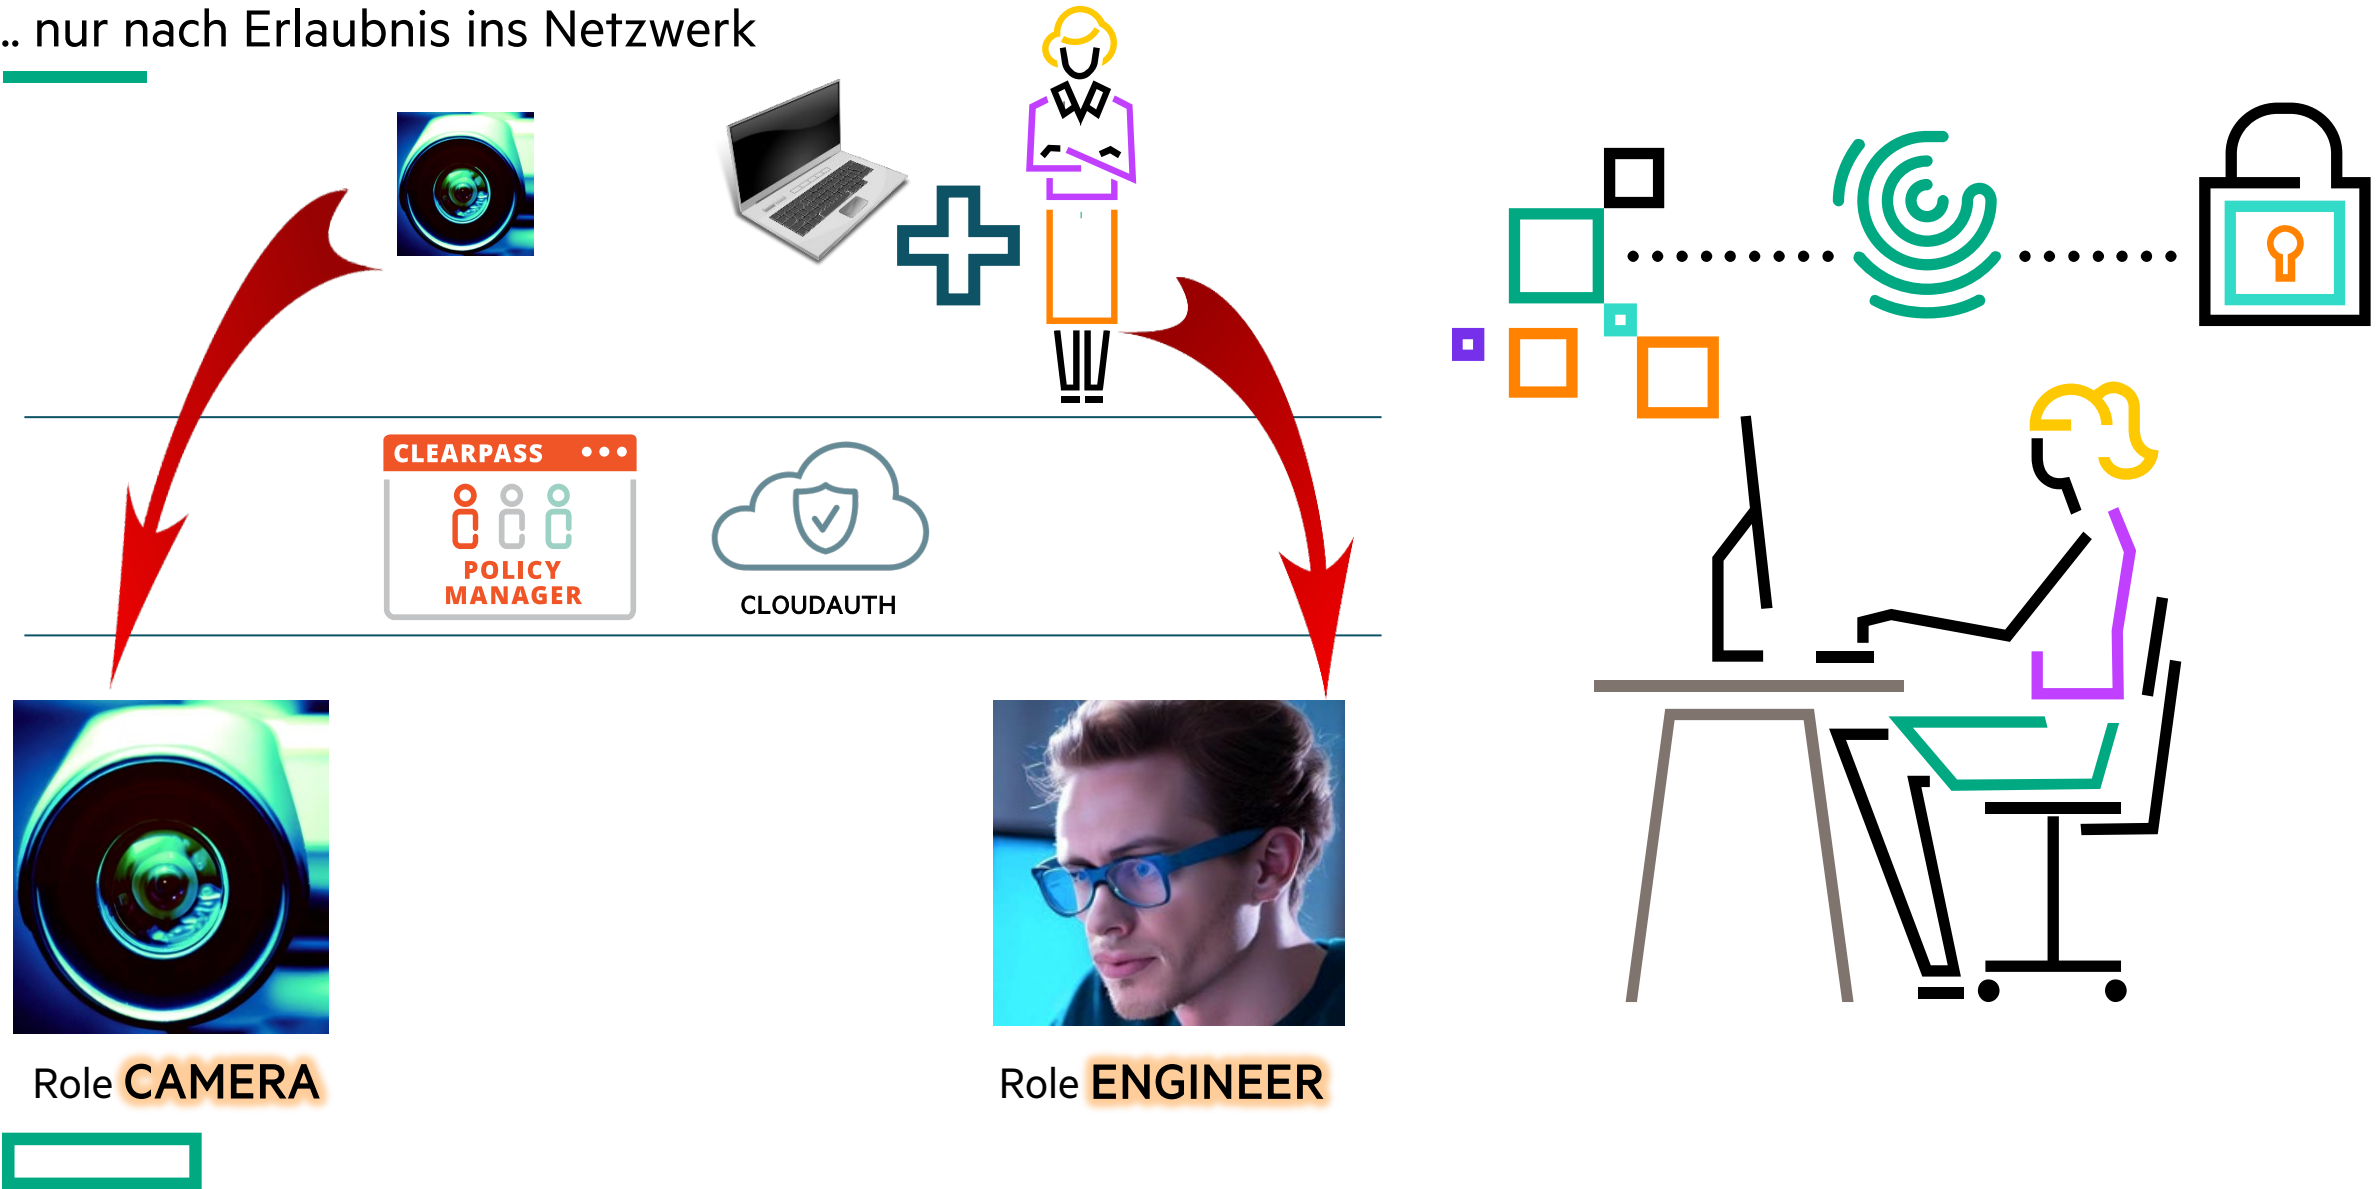 .. nur nach Erlaubnis ins Netzwerk
CLEARPASS
POLICY
MANAGER
CLOUDAUTH
Role CAMERA
Role ENGINEER